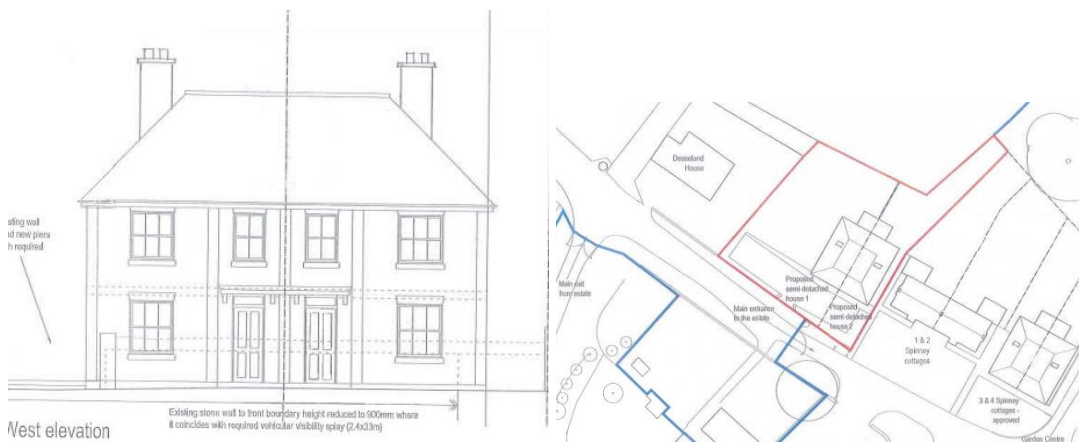 ating wall
nd new piers
h required
Existing stone wall to front boundary height reduced to 900mm where
it coincides with required vehicular visibility splay (2.4x33m)
West elevation
Deaneland
House
Main exit
from estate
Main entrance
to the estate
Proposed
semi-detached
house 1
Proposed
semi-detached
house 2
1 & 2
Spinney
cottages
3 & 4 Spinney
cottages -
approved
Garden Centre